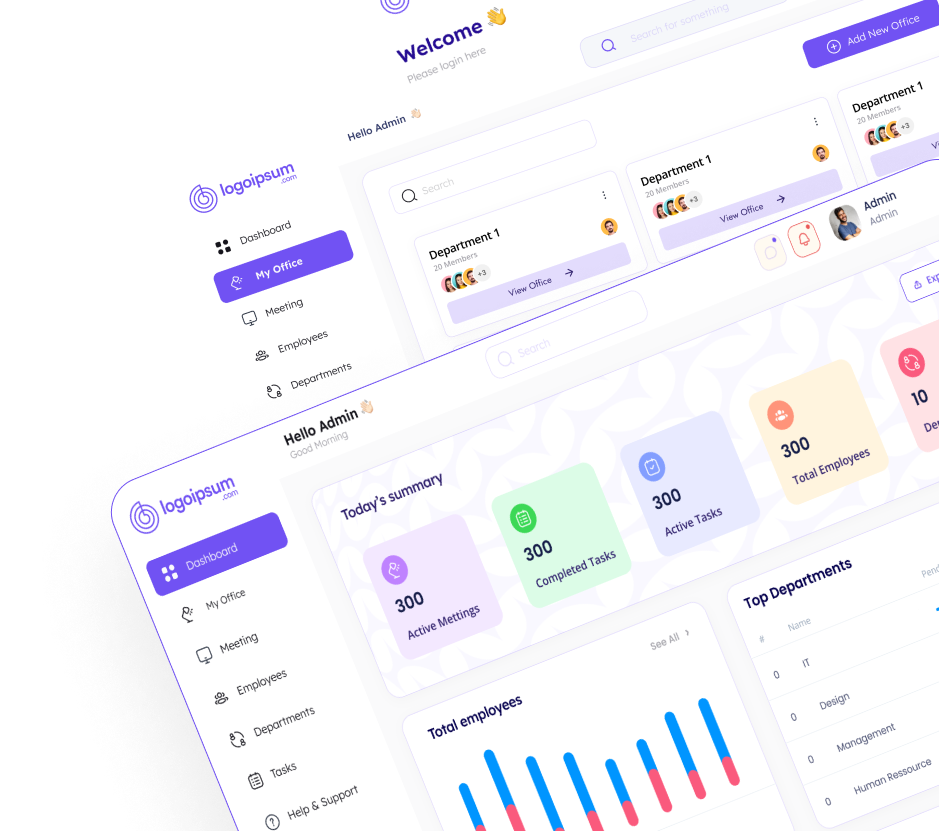 Welcome 👋
Please login here
Search for something
Add New Office
Hello Admin 👋🏻
logoipsum
.com
Search
Dashboard
My Office
Meeting
Employees
Departments
Department 1
20 Members
+3
View Office
Department 1
20 Members
+3
View Office
Department 1
20 Members
+3
Admin
Admin
Search
Hello Admin 👋🏻
Good Morning
logoipsum
.com
Dashboard
My Office
Meeting
Employees
Departments
Tasks
Help & Support
Today's summary
300
Active Mettings
300
Completed Tasks
300
Active Tasks
300
Total Employees
10
Total employees
See All
Top Departments
# Name
0 IT
0 Design
0 Management
0 Human Ressource